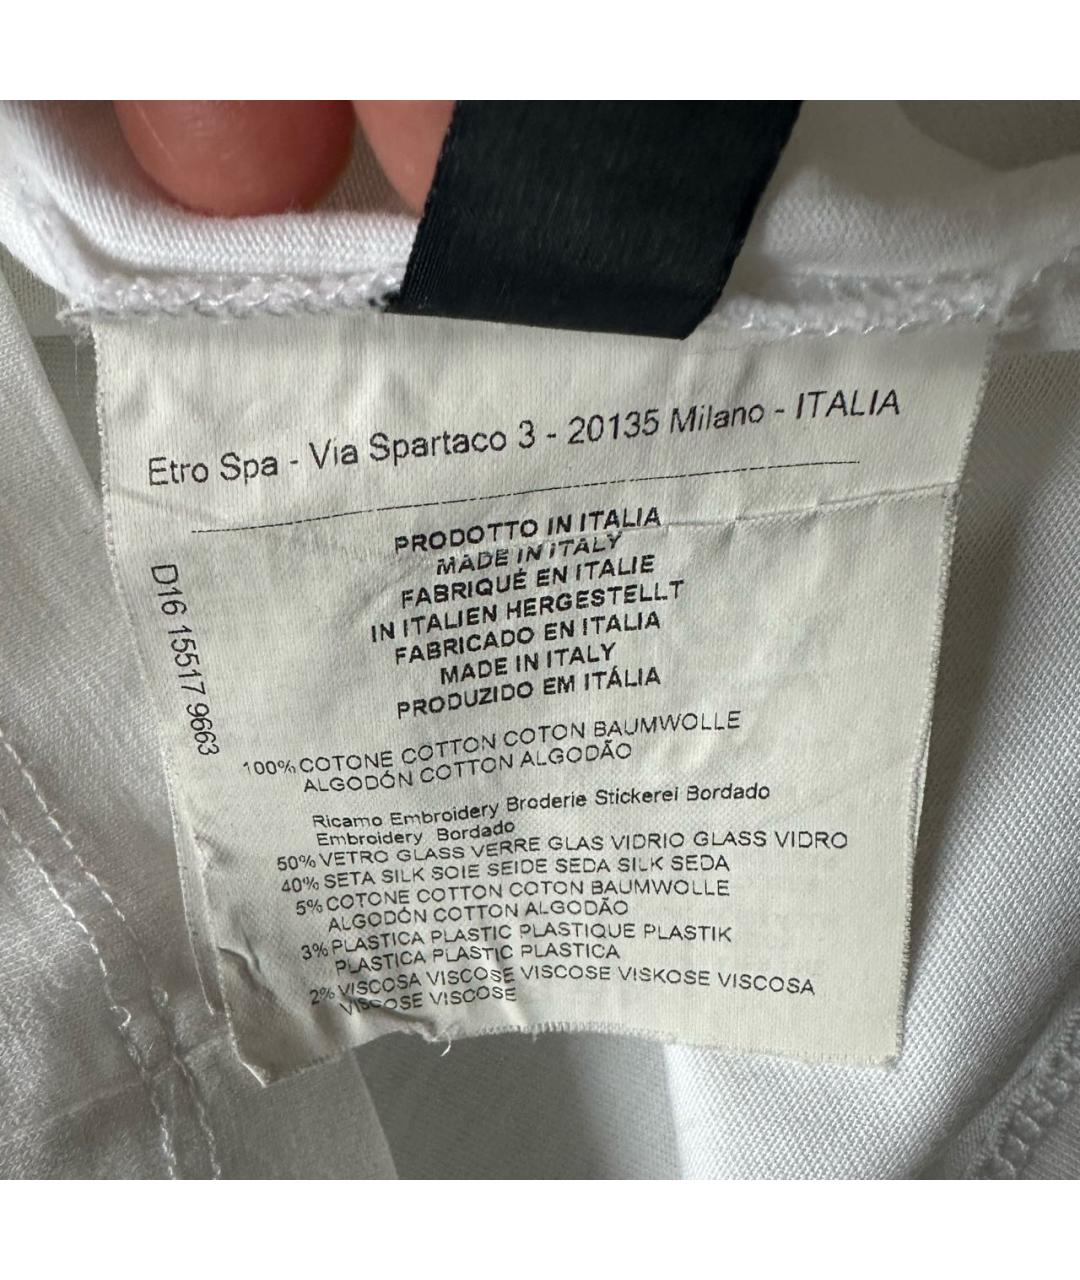 Etro Spa - Via Spartaco 3 - 20135 Milano - ITALIA
PRODOTTO IN ITALIA
MADE IN ITALY
FABRIQUÉ EN ITALIE
IN ITALIEN HERGESTELLT
FABRICADO EN ITALIA
MADE IN ITALY
PRODUZIDO EM ITÁLIA
D16 15517 9663
100% COTONE COTTON COTON BAUMWOLLE
ALGODÓN COTTON ALGODÃO
Ricamo Embroidery Broderie Stickerei Bordado
Embroidery Bordado
50% VETRO GLASS VERRE GLAS VIDRIO GLASS VIDRO
40% SETA SILK SOIE SEIDE SEDA SILK SEDA
5% COTONE COTTON COTON BAUMWOLLE
ALGODÓN COTTON ALGODÃO
3% PLASTICA PLASTIC PLASTIQUE PLASTIK
PLASTICA PLASTIC PLASTICA
2% VISCOSA VISCOSE VISCOSE VISKOSE VISCOSA
VISCOSE VISCOSE